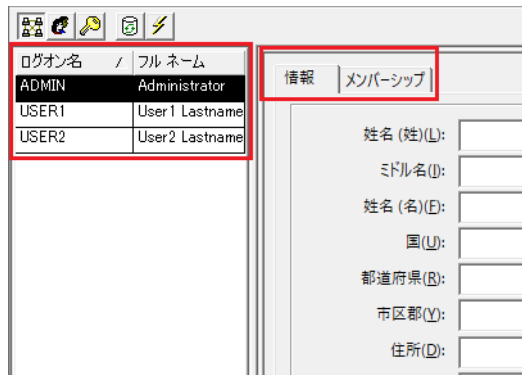 ログオン名 / フル ネーム
ADMIN Administrator
USER1 User1 Lastname
USER2 User2 Lastname
情報 メンバーシップ
姓名 (姓)(L):
ミドル名(I):
姓名 (名)(F):
国(U):
都道府県(R):
市区郡(Y):
住所(D):